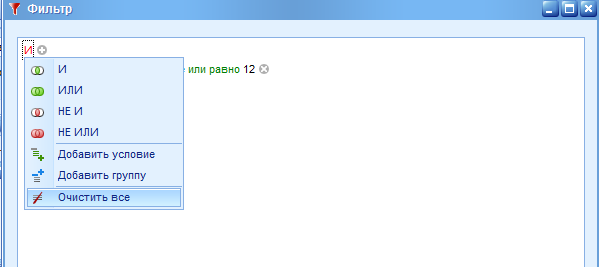 Фильтр
И
или равно 12
И
ИЛИ
НЕ И
НЕ ИЛИ
Добавить условие
Добавить группу
Очистить все